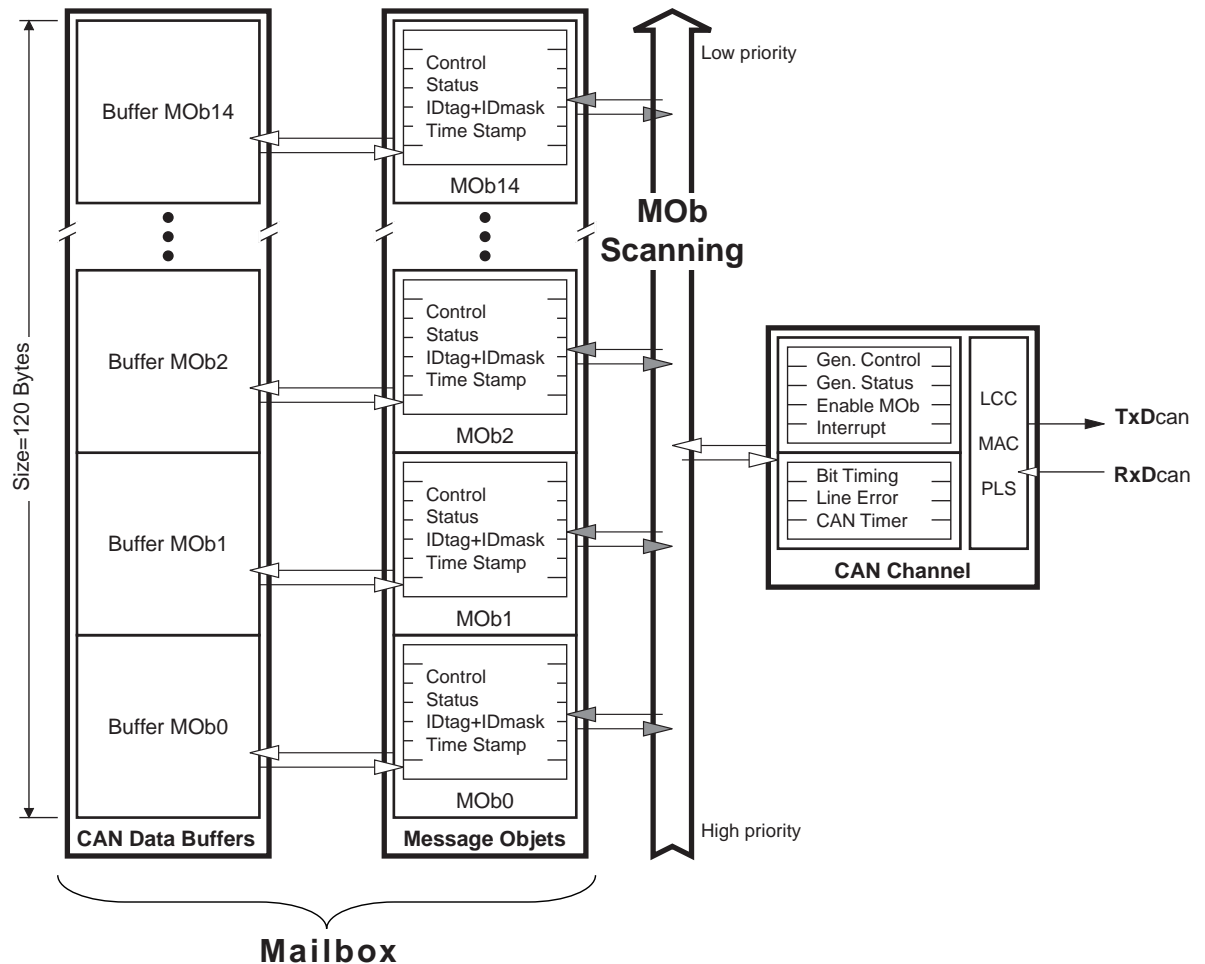 Size=120 Bytes
Buffer MOb14
Buffer MOb2
Buffer MOb1
Buffer MOb0
CAN Data Buffers
Control
Status
IDtag+IDmask
Time Stamp
MOb14
Control
Status
IDtag+IDmask
Time Stamp
MOb2
Control
Status
IDtag+IDmask
Time Stamp
MOb1
Control
Status
IDtag+IDmask
Time Stamp
MOb0
Message Objets
Mailbox
Low priority
MOb
Scanning
High priority
Gen. Control
Gen. Status
Enable MOb
Interrupt
Bit Timing
Line Error
CAN Timer
LCC
MAC
PLS
CAN Channel
TxDcan
RxDcan